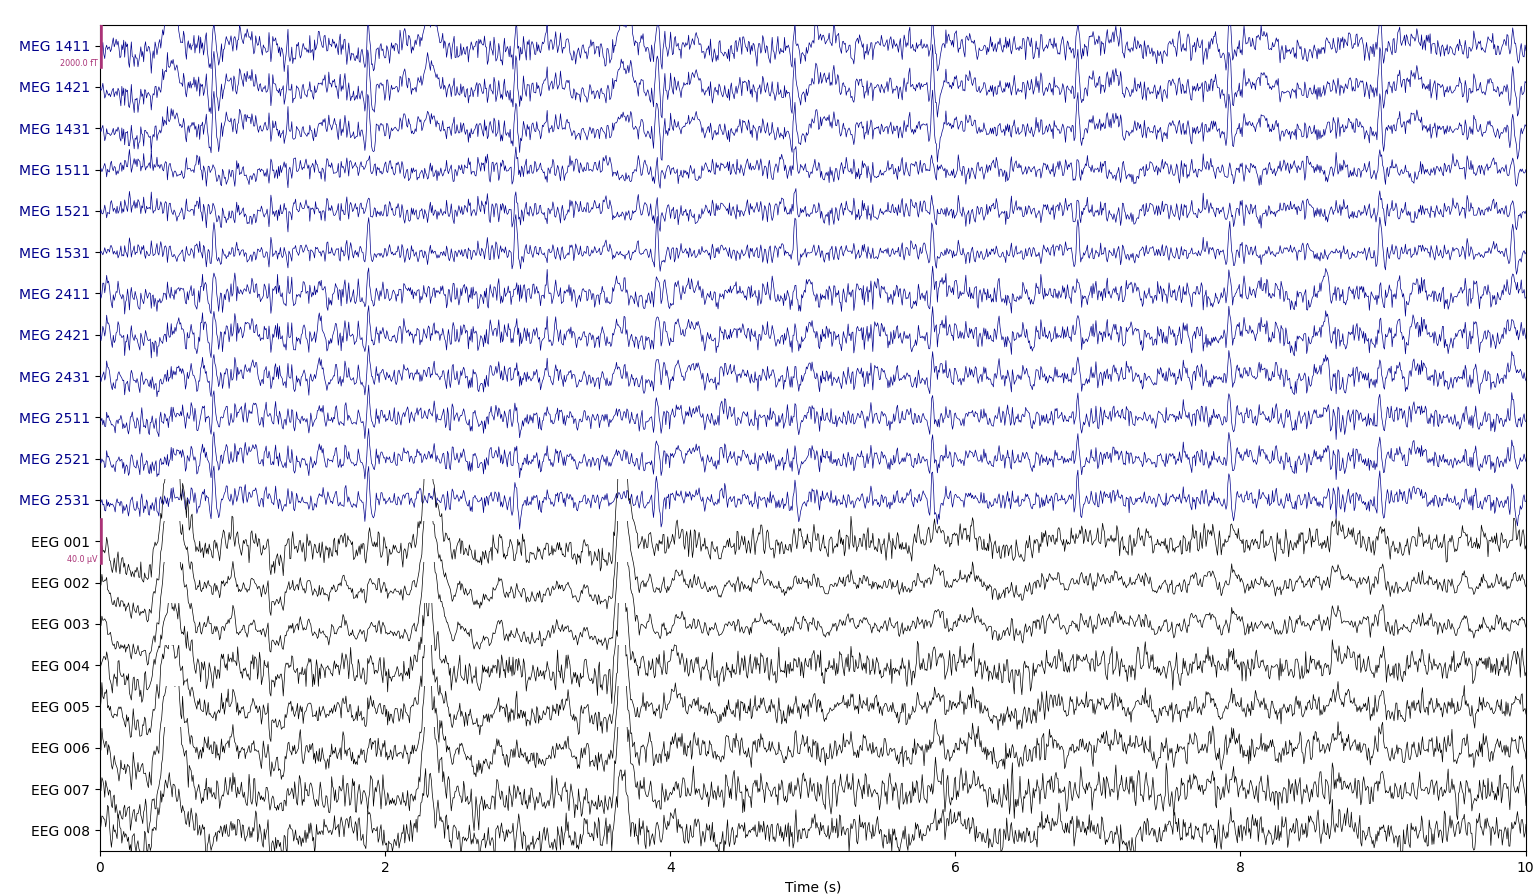 MEG 1411
2000.0 fT
MEG 1421
MEG 1431
MEG 1511
MEG 1521
MEG 1531
MEG 2411
MEG 2421
MEG 2431
MEG 2511
MEG 2521
MEG 2531
EEG 001
40.0 µV
EEG 002
EEG 003
EEG 004
EEG 005
EEG 006
EEG 007
EEG 008
0 2 4 6 8 10
Time (s)